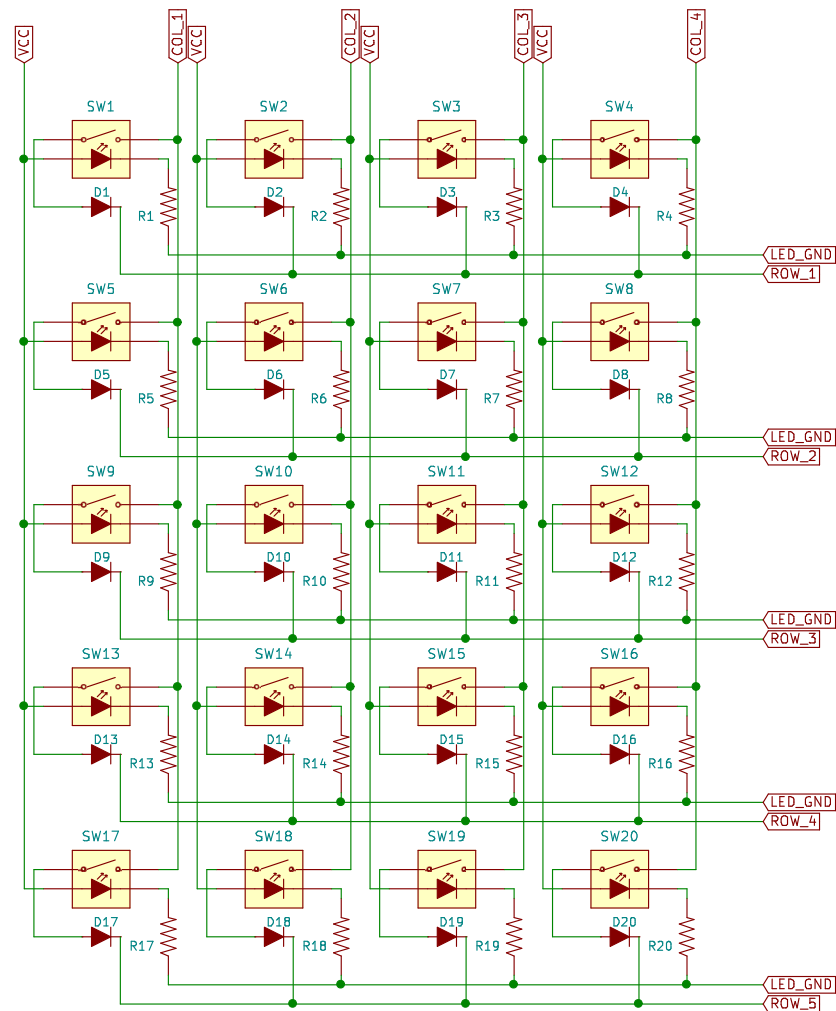 VCC COL_1 VCC COL_2 VCC COL_3 VCC COL_4
SW1 SW2 SW3 SW4
D1 D2 D3 D4
R1 R2 R3 R4
LED_GND
ROW_1
SW5 SW6 SW7 SW8
D5 D6 D7 D8
R5 R6 R7 R8
LED_GND
ROW_2
SW9 SW10 SW11 SW12
D9 D10 D11 D12
R9 R10 R11 R12
LED_GND
ROW_3
SW13 SW14 SW15 SW16
D13 D14 D15 D16
R13 R14 R15 R16
LED_GND
ROW_4
SW17 SW18 SW19 SW20
D17 D18 D19 D20
R17 R18 R19 R20
LED_GND
ROW_5